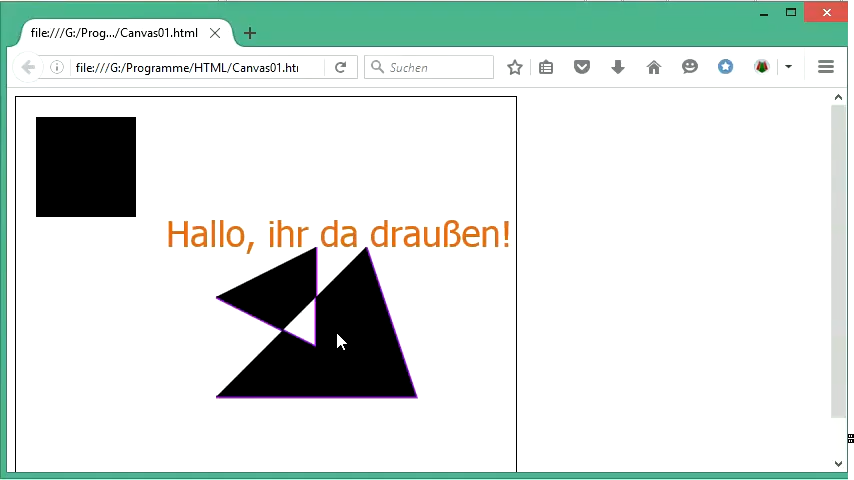 file:///G:/Prog.../Canvas01.html
file:///G:/Programme/HTML/Canvas01.htı
Suchen
Hallo, ihr da draußen!